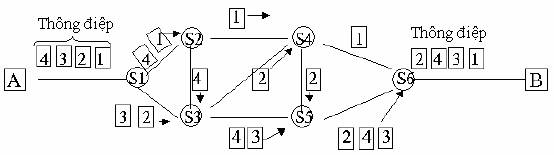 Thông điệp
4 3 2 1
A
S1
4 1
S2
1
S4
1
Thông điệp
2 4 3 1
S6
B
4
2
2
3 2
S3
4 3
S5
2 4 3